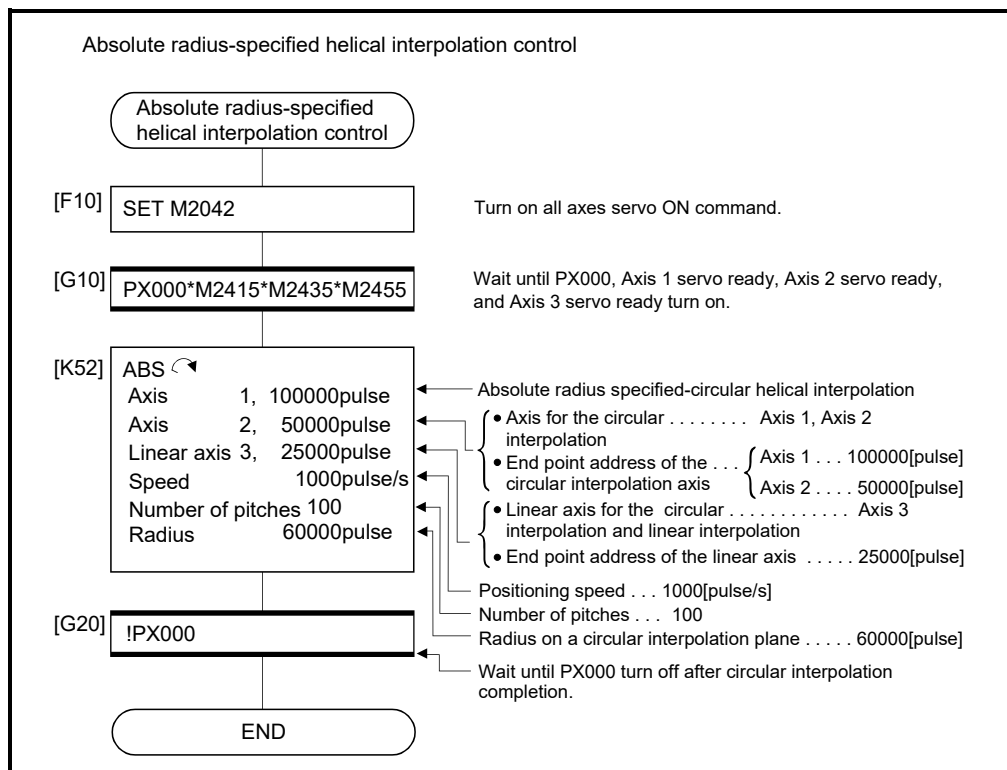 Absolute radius-specified helical interpolation control
Absolute radius-specified
helical interpolation control
[F10]
SET M2042
Turn on all axes servo ON command.
[G10]
PX000*M2415*M2435*M2455
Wait until PX000, Axis 1 servo ready, Axis 2 servo ready,
and Axis 3 servo ready turn on.
[K52]
ABS
Axis 1, 100000pulse
Axis 2, 50000pulse
Linear axis 3, 25000pulse
Speed 1000pulse/s
Number of pitches 100
Radius 60000pulse
Absolute radius specified-circular helical interpolation
• Axis for the circular . . . . . . . . Axis 1, Axis 2
interpolation
• End point address of the . . .
circular interpolation axis
Axis 1 . . . 100000[pulse]
Axis 2 . . . . 50000[pulse]
• Linear axis for the circular . . . . . . . . . . . . Axis 3
interpolation and linear interpolation
• End point address of the linear axis . . . . . 25000[pulse]
Positioning speed . . . 1000[pulse/s]
Number of pitches . . . 100
Radius on a circular interpolation plane . . . . . 60000[pulse]
[G20]
!PX000
Wait until PX000 turn off after circular interpolation
completion.
END